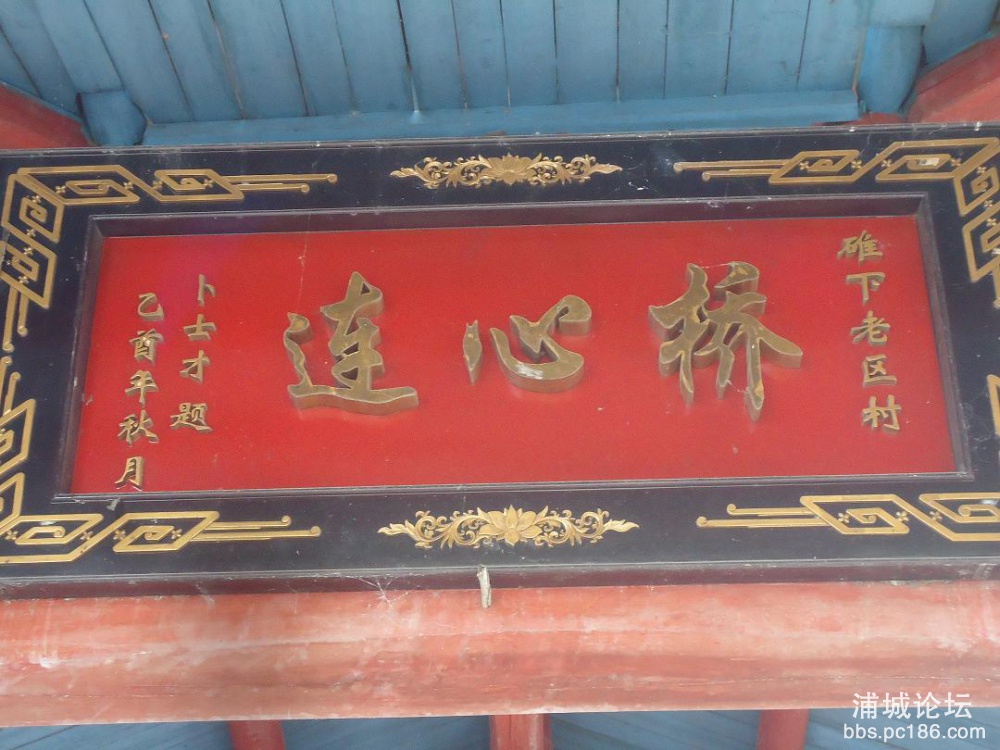 碓下老区村
连心桥
卜士才题
乙酉年秋月
浦城论坛
bbs.pc186.com